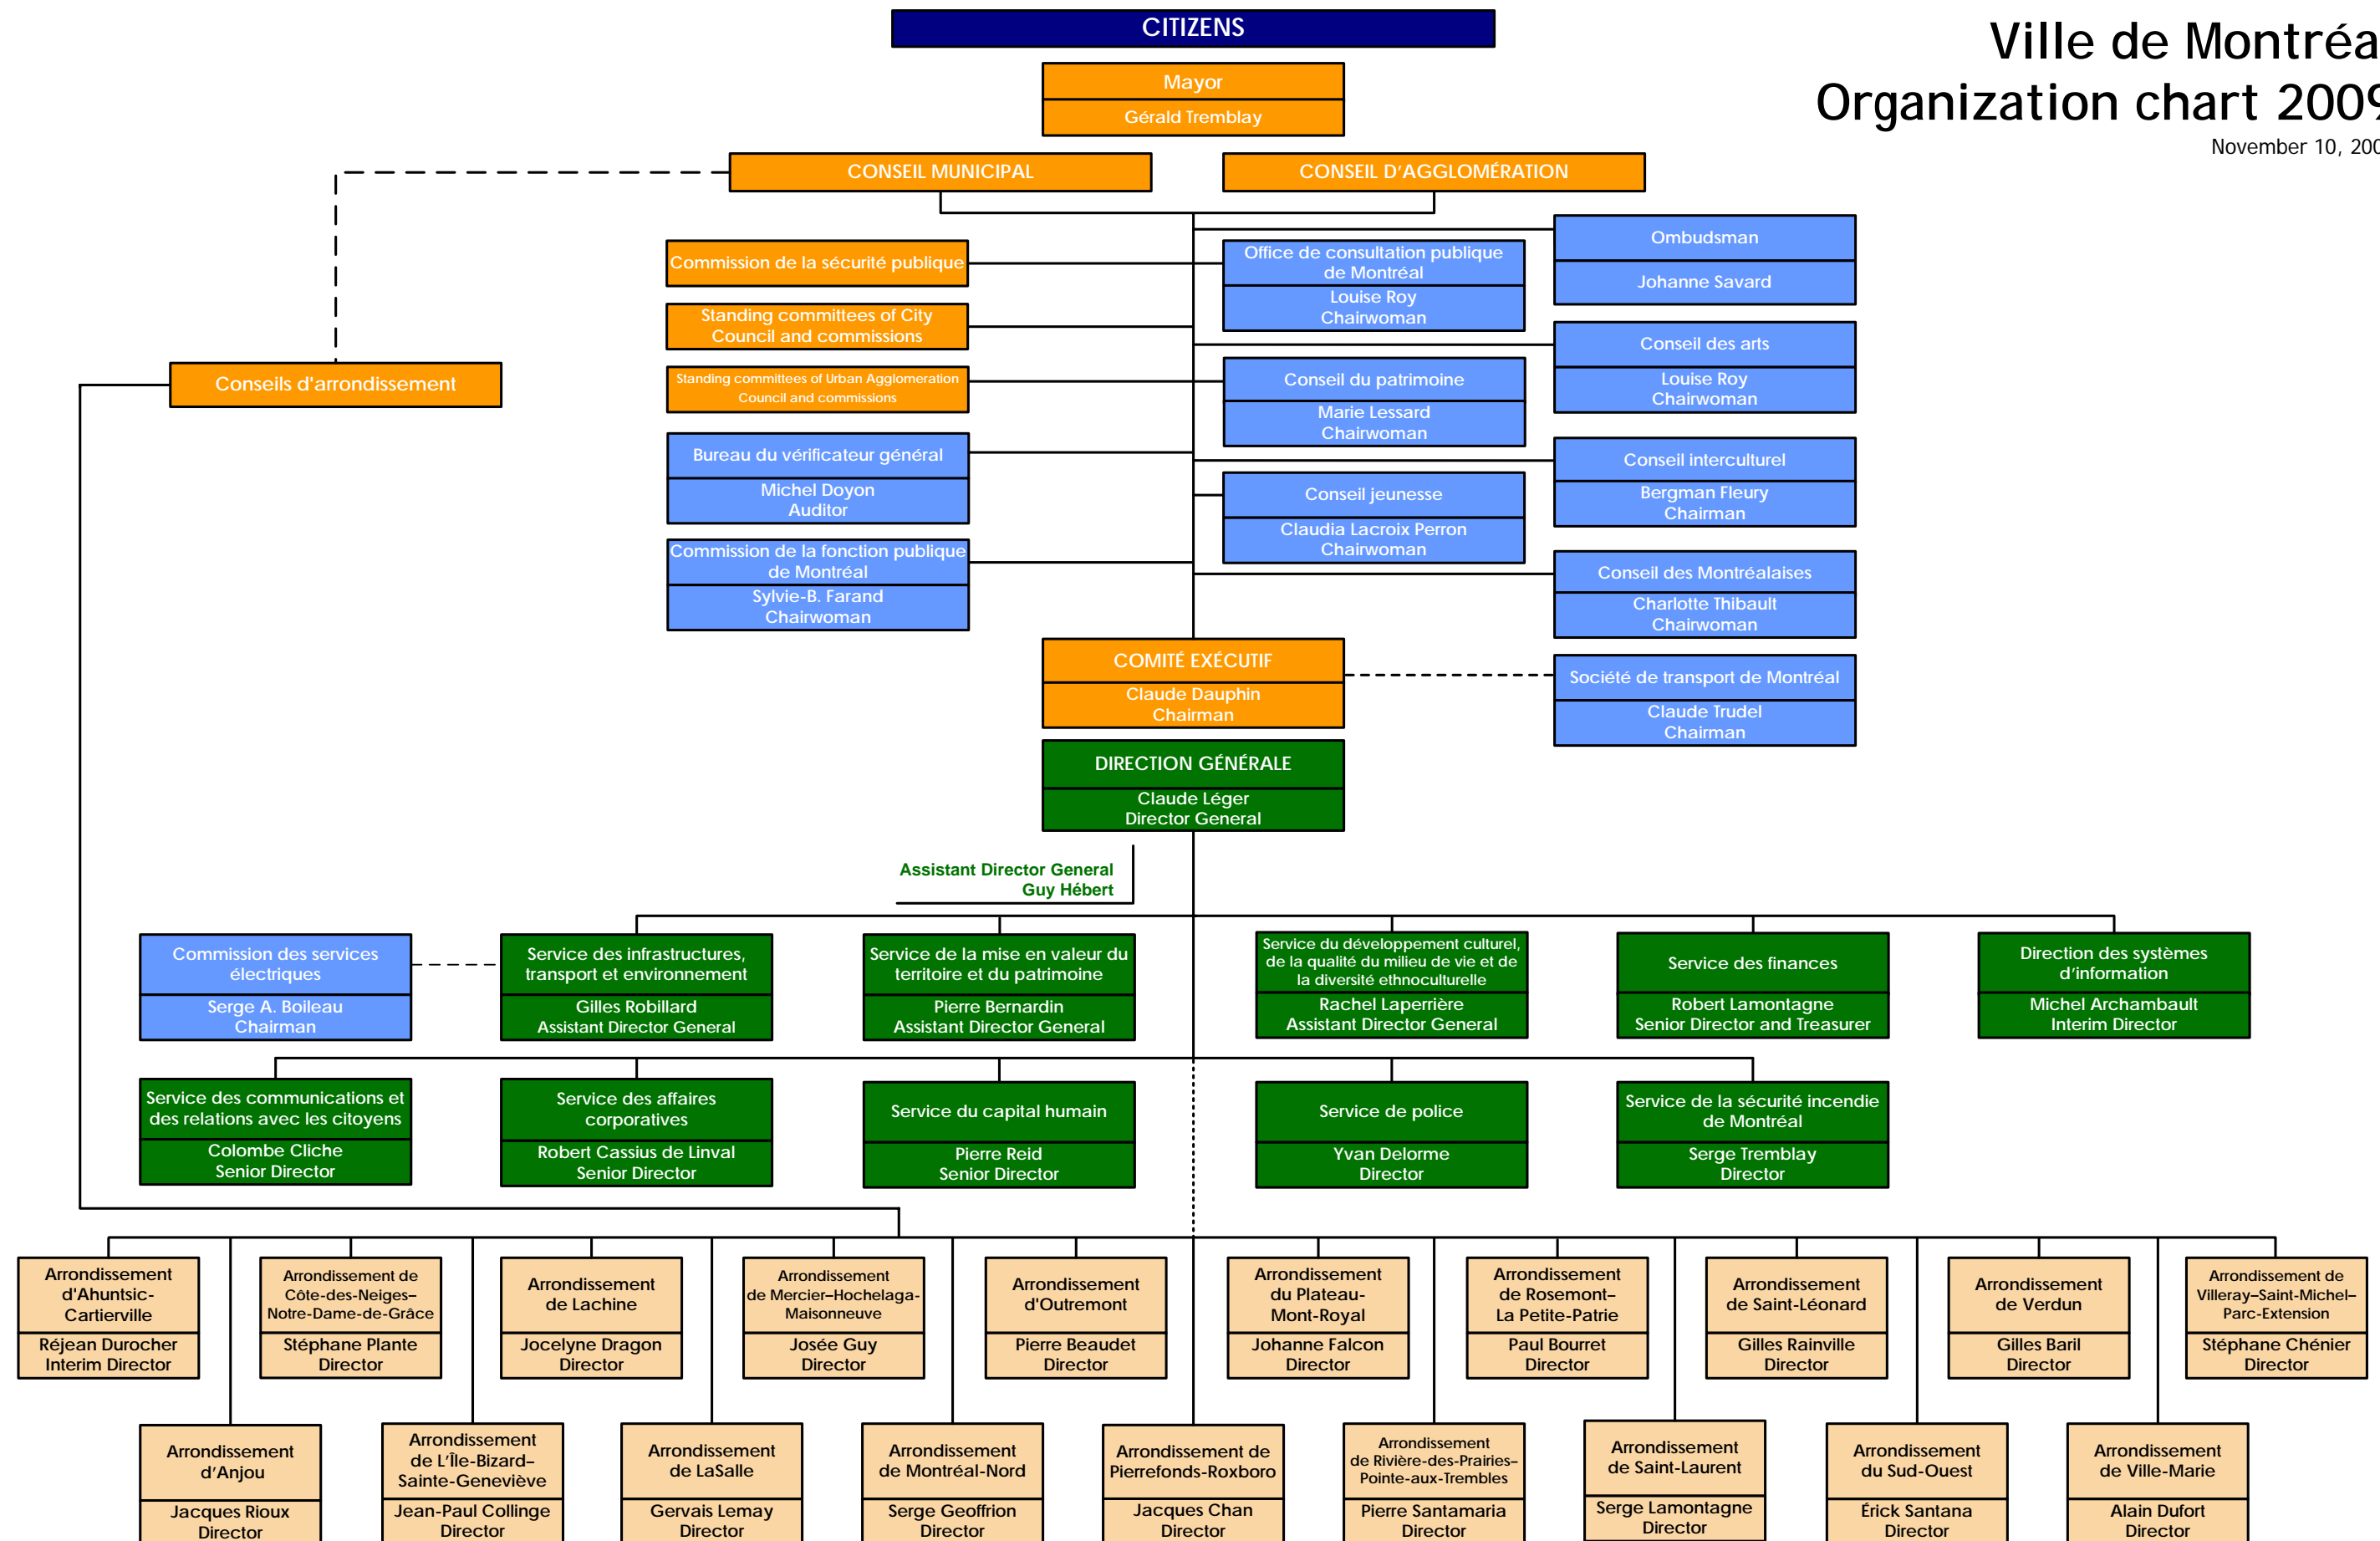 CITIZENS
Ville de Montréa
Organization chart 2009
November 10, 200
Mayor
Gérald Tremblay
CONSEIL MUNICIPAL
CONSEIL D'AGGLOMÉRATION
Commission de la sécurité publique
Office de consultation publique
de Montréal
Louise Roy
Chairwoman
Ombudsman
Johanne Savard
Standing committees of City
Council and commissions
Conseil des arts
Louise Roy
Chairwoman
Conseils d'arrondissement
Standing committees of Urban Agglomeration
Council and commissions
Conseil du patrimoine
Marie Lessard
Chairwoman
Bureau du vérificateur général
Michel Doyon
Auditor
Conseil interculturel
Bergman Fleury
Chairman
Conseil jeunesse
Claudia Lacroix Perron
Chairwoman
Commission de la fonction publique
de Montréal
Sylvie-B. Farand
Chairwoman
Conseil des Montréalaises
Charlotte Thibault
Chairwoman
COMITÉ EXÉCUTIF
Claude Dauphin
Chairman
Société de transport de Montréal
Claude Trudel
Chairman
DIRECTION GÉNÉRALE
Claude Léger
Director General
Assistant Director General
Guy Hébert
Commission des services
électriques
Serge A. Boileau
Chairman
Service des infrastructures,
transport et environnement
Gilles Robillard
Assistant Director General
Service de la mise en valeur du
territoire et du patrimoine
Pierre Bernardin
Assistant Director General
Service du développement culturel,
de la qualité du milieu de vie et de
la diversité ethnoculturelle
Rachel Laperrière
Assistant Director General
Service des finances
Robert Lamontagne
Senior Director and Treasurer
Direction des systèmes
d'information
Michel Archambault
Interim Director
Service des communications et
des relations avec les citoyens
Colombe Cliche
Senior Director
Service des affaires
corporatives
Robert Cassius de Linval
Senior Director
Service du capital humain
Pierre Reid
Senior Director
Service de police
Yvan Delorme
Director
Service de la sécurité incendie
de Montréal
Serge Tremblay
Director
Arrondissement
d'Ahuntsic-
Cartierville
Réjean Durocher
Interim Director
Arrondissement de
Côte-des-Neiges–
Notre-Dame-de-Grâce
Stéphane Plante
Director
Arrondissement
de Lachine
Jocelyne Dragon
Director
Arrondissement
de Mercier–Hochelaga-
Maisonneuve
Josée Guy
Director
Arrondissement
d'Outremont
Pierre Beaudet
Director
Arrondissement
du Plateau-
Mont-Royal
Johanne Falcon
Director
Arrondissement
de Rosemont–
La Petite-Patrie
Paul Bourret
Director
Arrondissement
de Saint-Léonard
Gilles Rainville
Director
Arrondissement
de Verdun
Gilles Baril
Director
Arrondissement de
Villeray–Saint-Michel–
Parc-Extension
Stéphane Chénier
Director
Arrondissement
d'Anjou
Jacques Rioux
Director
Arrondissement
de L'Île-Bizard–
Sainte-Geneviève
Jean-Paul Collinge
Director
Arrondissement
de LaSalle
Gervais Lemay
Director
Arrondissement
de Montréal-Nord
Serge Geoffrion
Director
Arrondissement de
Pierrefonds-Roxboro
Jacques Chan
Director
Arrondissement
de Rivière-des-Prairies–
Pointe-aux-Trembles
Pierre Santamaria
Director
Arrondissement
de Saint-Laurent
Serge Lamontagne
Director
Arrondissement
du Sud-Ouest
Érick Santana
Director
Arrondissement
de Ville-Marie
Alain Dufort
Director